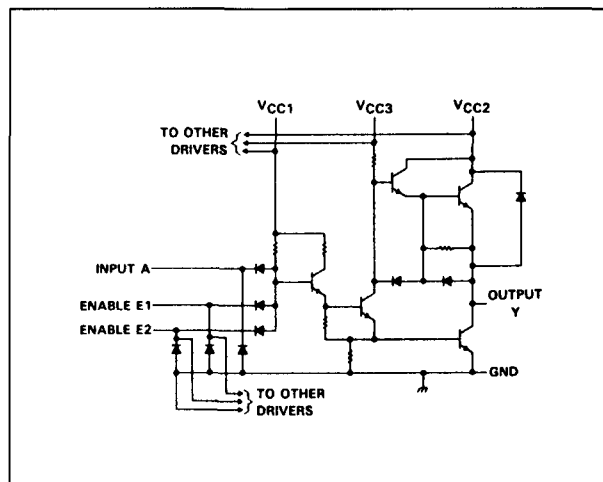 VCC1 VCC3 VCC2
TO OTHER
DRIVERS
INPUT A
ENABLE E1
ENABLE E2
OUTPUT
Y
GND
TO OTHER
DRIVERS